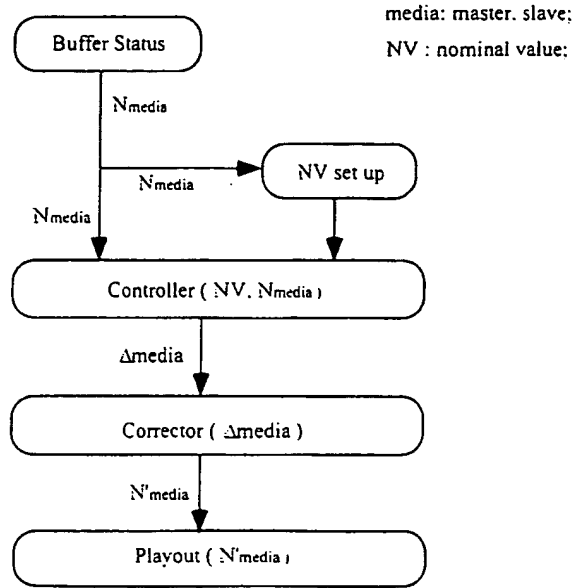 media: master. slave;
Buffer Status
NV : nominal value;
Nmedia
Nmedia
NV set up
Nmedia
Controller ( NV. Nmedia )
Δmedia
Corrector ( Δmedia )
N'media
Playout ( N'media )